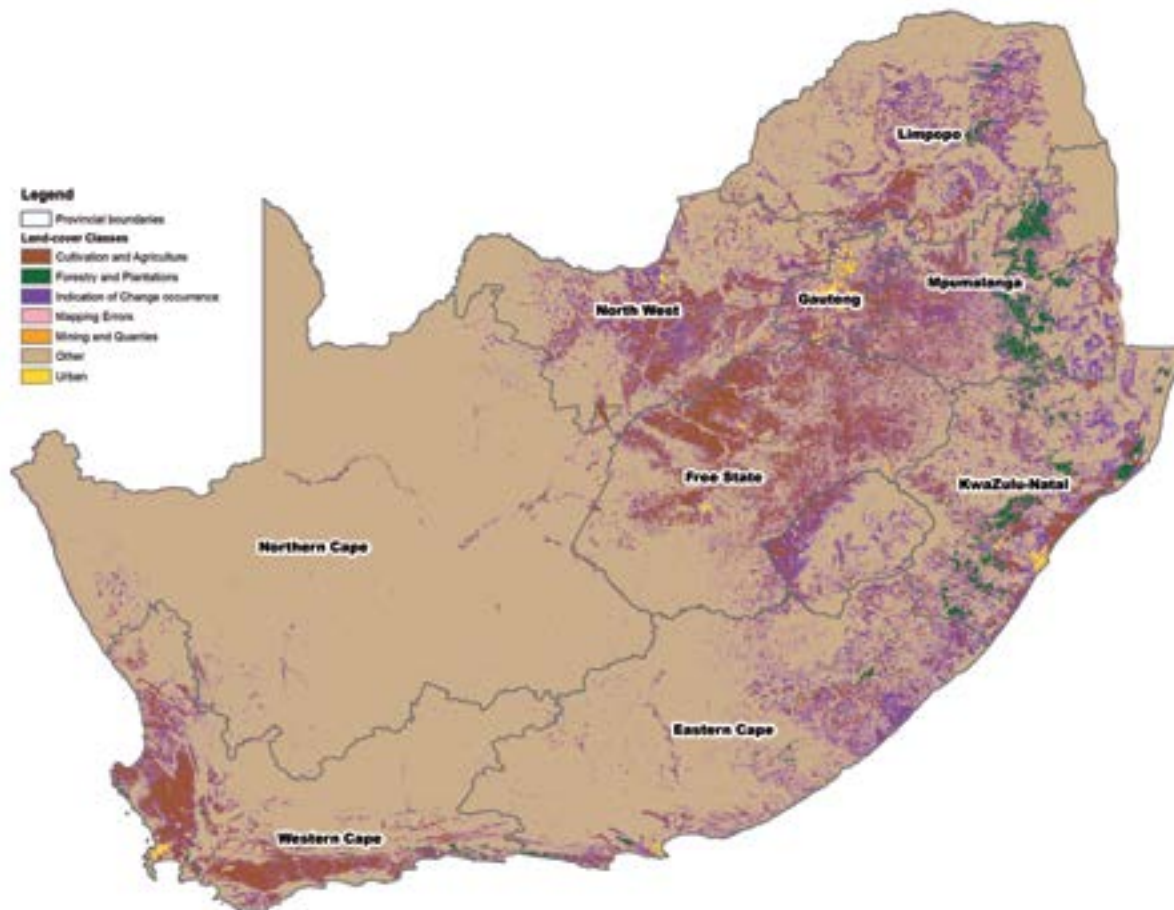 Legend
Provincial boundaries
Land-cover Classes
Cultivation and Agriculture
Forestry and Plantations
Indication of Change occurrence
Mapping Errors
Mining and Quarries
Other
Urban
Limpopo
Mpumalanga
Gauteng
North West
Free State
KwaZulu-Natal
Northern Cape
Eastern Cape
Western Cape